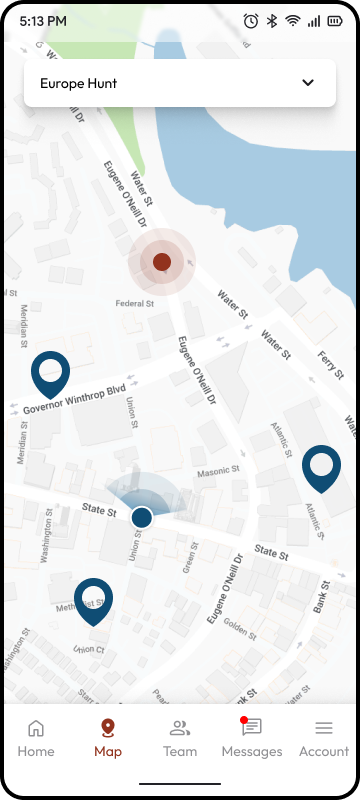 5:13 PM
Europe Hunt
Eugene O'Neill Dr
Water St
Federal St
Meridian St
Water St
Water St
Ferry St
Eugene O'Neill Dr
Governor Winthrop Blvd
Union St
Meridian St
Atlantic St
Masonic St
Atlantic St
State St
Washington St
Union St
Green St
State St
Eugene O'Neill Dr
Bank St
Golden St
Union Ct
Home
Map
Team
Messages
Account